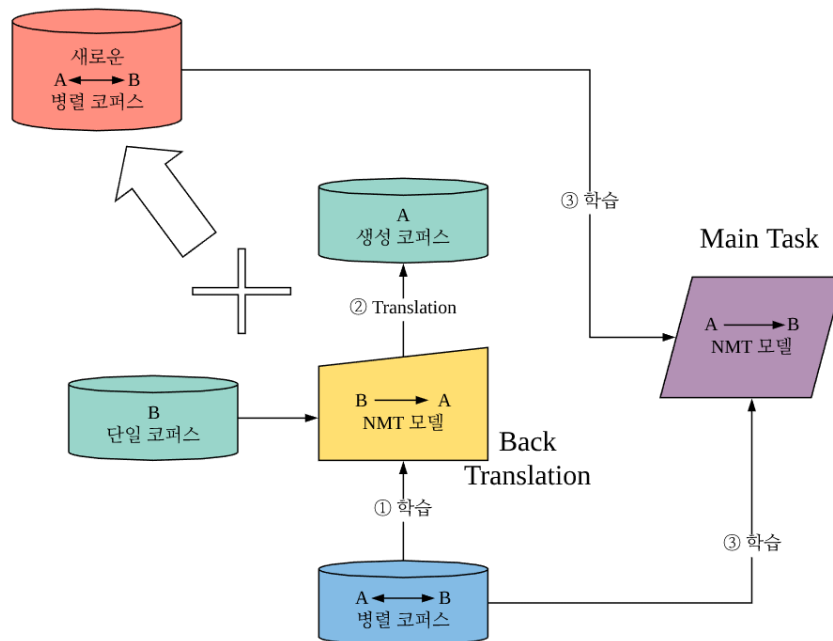 새로운
A B
병렬 코퍼스
A
생성 코퍼스
③ 학습
Main Task
② Translation
A B
NMT 모델
B
단일 코퍼스
B A
NMT 모델
Back
Translation
① 학습
③ 학습
A B
병렬 코퍼스